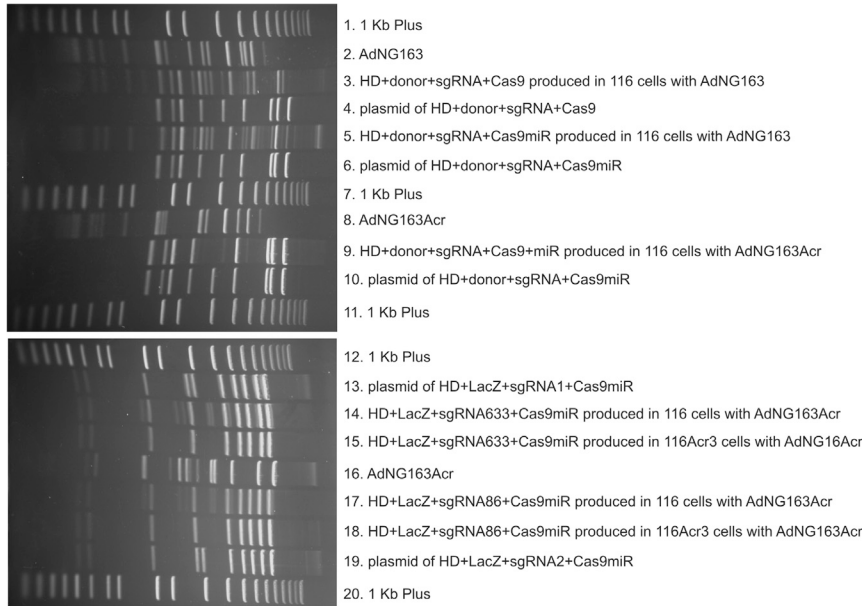 1. 1 Kb Plus
2. AdNG163
3. HD+donor+sgRNA+Cas9 produced in 116 cells with AdNG163
4. plasmid of HD+donor+sgRNA+Cas9
5. HD+donor+sgRNA+Cas9miR produced in 116 cells with AdNG163
6. plasmid of HD+donor+sgRNA+Cas9miR
7. 1 Kb Plus
8. AdNG163Acr
9. HD+donor+sgRNA+Cas9+miR produced in 116 cells with AdNG163Acr
10. plasmid of HD+donor+sgRNA+Cas9miR
11. 1 Kb Plus
12. 1 Kb Plus
13. plasmid of HD+LacZ+sgRNA1+Cas9miR
14. HD+LacZ+sgRNA633+Cas9miR produced in 116 cells with AdNG163Acr
15. HD+LacZ+sgRNA633+Cas9miR produced in 116Acr3 cells with AdNG16Acr
16. AdNG163Acr
17. HD+LacZ+sgRNA86+Cas9miR produced in 116 cells with AdNG163Acr
18. HD+LacZ+sgRNA86+Cas9miR produced in 116Acr3 cells with AdNG163Acr
19. plasmid of HD+LacZ+sgRNA2+Cas9miR
20. 1 Kb Plus